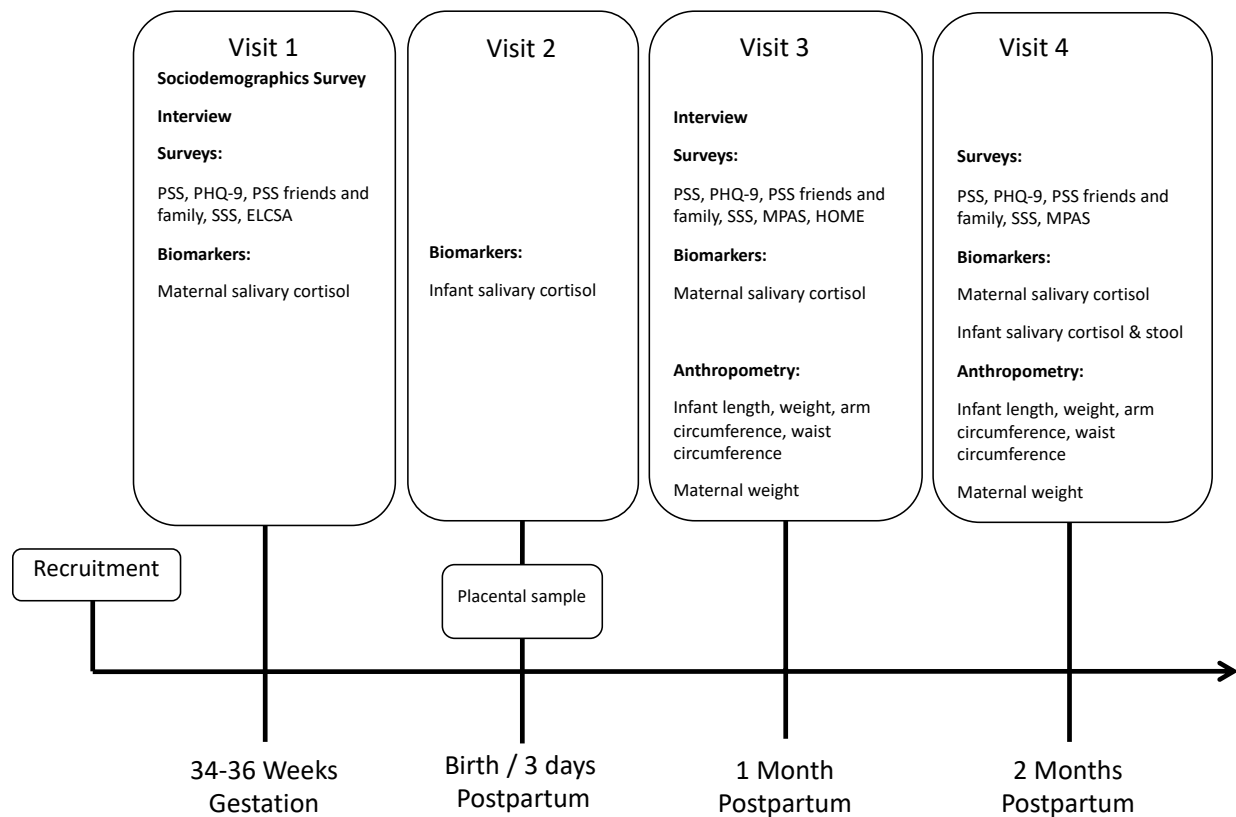 Visit 1
Sociodemographics Survey
Interview
Surveys:
PSS, PHQ-9, PSS friends and
family, SSS, ELCSA
Biomarkers:
Maternal salivary cortisol
Visit 2
Biomarkers:
Infant salivary cortisol
Visit 3
Interview
Surveys:
PSS, PHQ-9, PSS friends and
family, SSS, MPAS, HOME
Biomarkers:
Maternal salivary cortisol
Anthropometry:
Infant length, weight, arm
circumference, waist
circumference
Maternal weight
Visit 4
Surveys:
PSS, PHQ-9, PSS friends and
family, SSS, MPAS
Biomarkers:
Maternal salivary cortisol
Infant salivary cortisol & stool
Anthropometry:
Infant length, weight, arm
circumference, waist
circumference
Maternal weight
Recruitment
Placental sample
34-36 Weeks
Gestation
Birth / 3 days
Postpartum
1 Month
Postpartum
2 Months
Postpartum